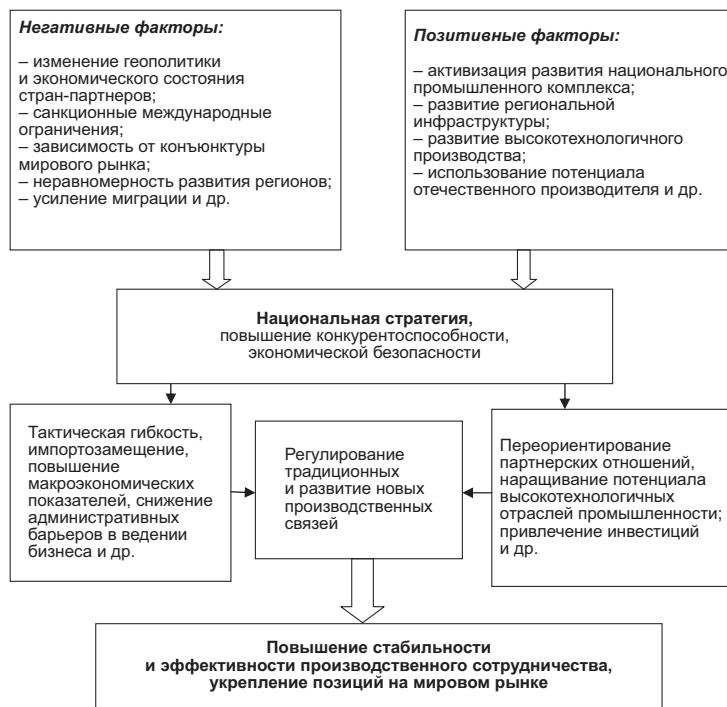 Негативные факторы:
– изменение геополитики
и экономического состояния
стран-партнеров;
– санкционные международные
ограничения;
– зависимость от конъюнктуры
мирового рынка;
– неравномерность развития регионов;
– усиление миграции и др.
Позитивные факторы:
– активизация развития национального
промышленного комплекса;
– развитие региональной
инфраструктуры;
– развитие высокотехнологичного
производства;
– использование потенциала
отечественного производителя и др.
Национальная стратегия,
повышение конкурентоспособности,
экономической безопасности
Тактическая гибкость,
импортозамещение,
повышение
макроэкономических
показателей, снижение
административных
барьеров в ведении
бизнеса и др.
Регулирование
традиционных
и развитие новых
производственных
связей
Переориентирование
партнерских отношений,
наращивание потенциала
высокотехнологичных
отраслей промышленности;
привлечение инвестиций
и др.
Повышение стабильности
и эффективности производственного сотрудничества,
укрепление позиций на мировом рынке